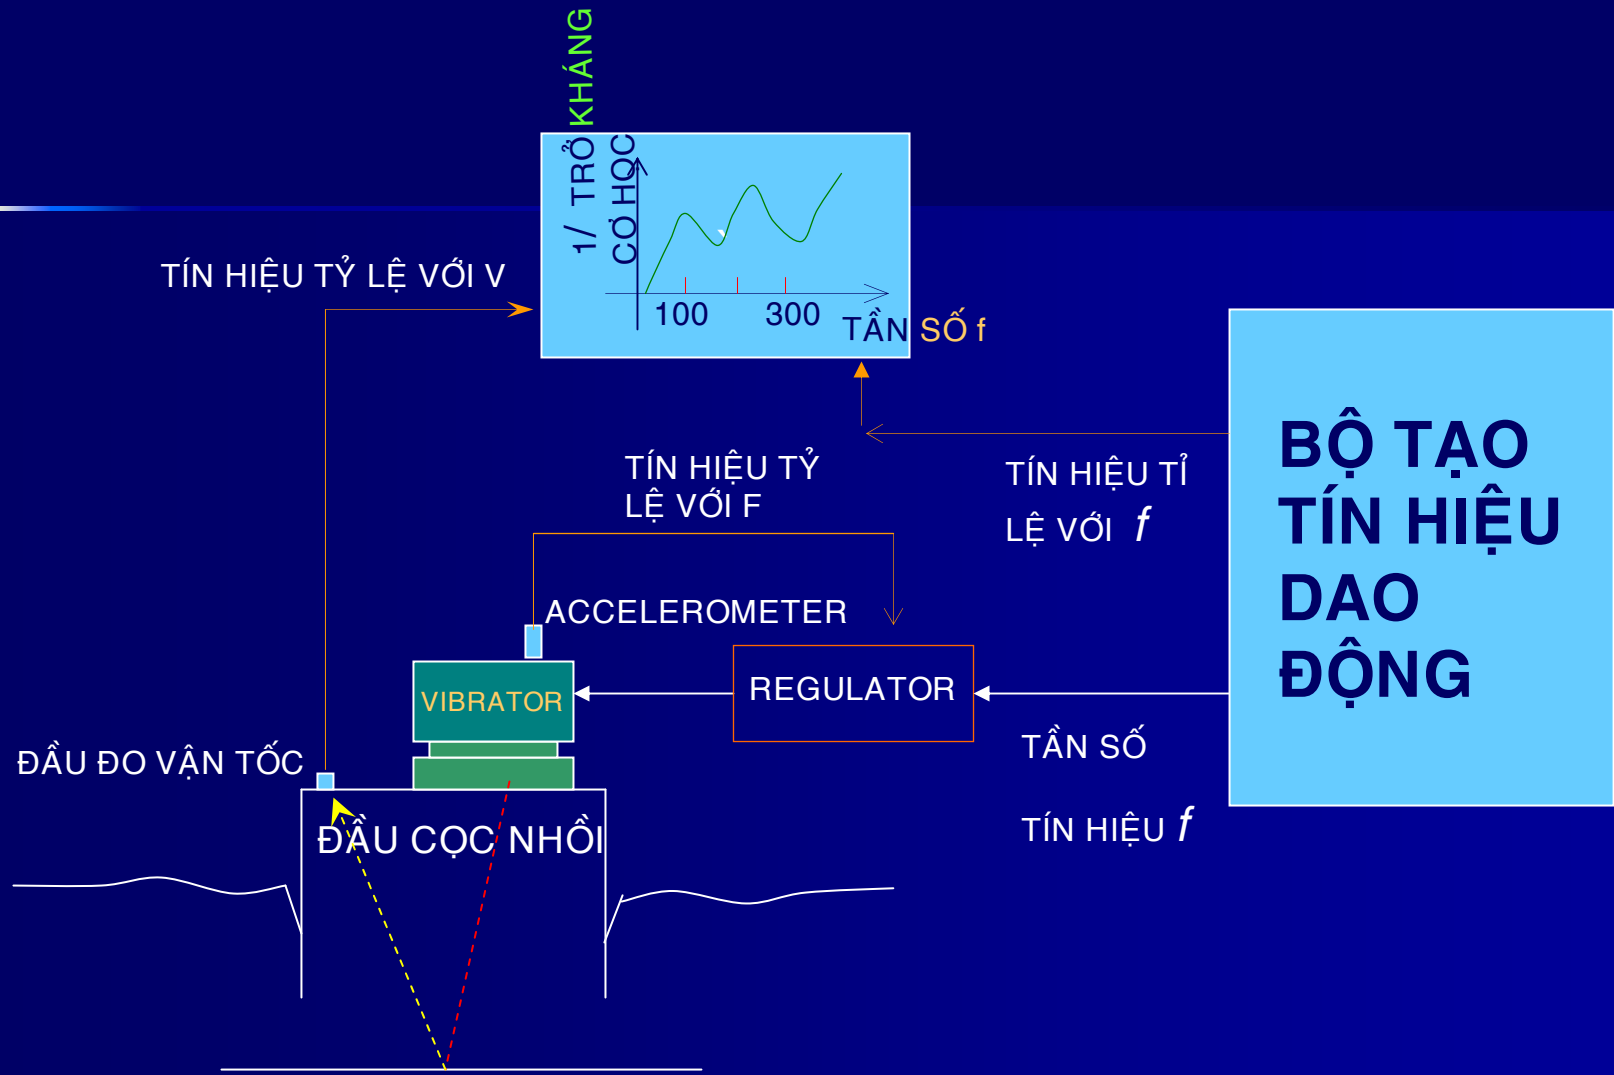 1/ TRỞ KHÁNG
CƠ HỌC
100 300
TẦN SỐ f
TÍN HIỆU TỶ LỆ VỚI V
BỘ TẠO
TÍN HIỆU
DAO
ĐỘNG
TÍN HIỆU TỶ
LỆ VỚI F
TÍN HIỆU TỈ
LỆ VỚI f
ACCELEROMETER
VIBRATOR
REGULATOR
TẦN SỐ
TÍN HIỆU f
ĐẦU ĐO VẬN TỐC
ĐẦU CỌC NHỒI